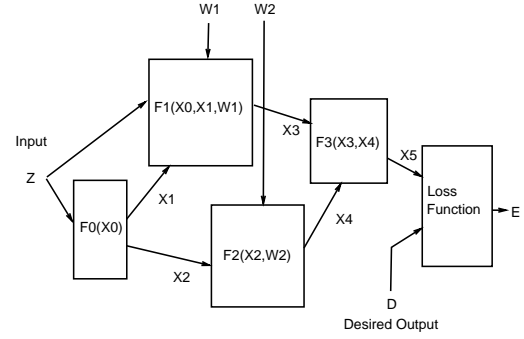 W1
W2
F1(X0,X1,W1)
X3
F3(X3,X4)
Input
X5
Z
Loss
Function
X1
E
F0(X0)
X4
F2(X2,W2)
X2
D
Desired Output